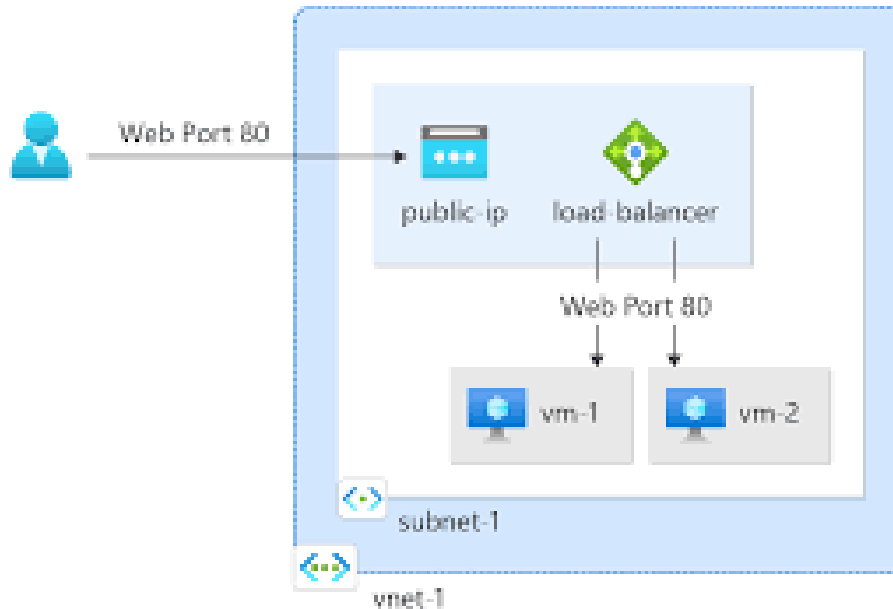 Web Port 80
public-ip
load-balancer
Web Port 80
vm-1
vm-2
subnet-1
vnet-1